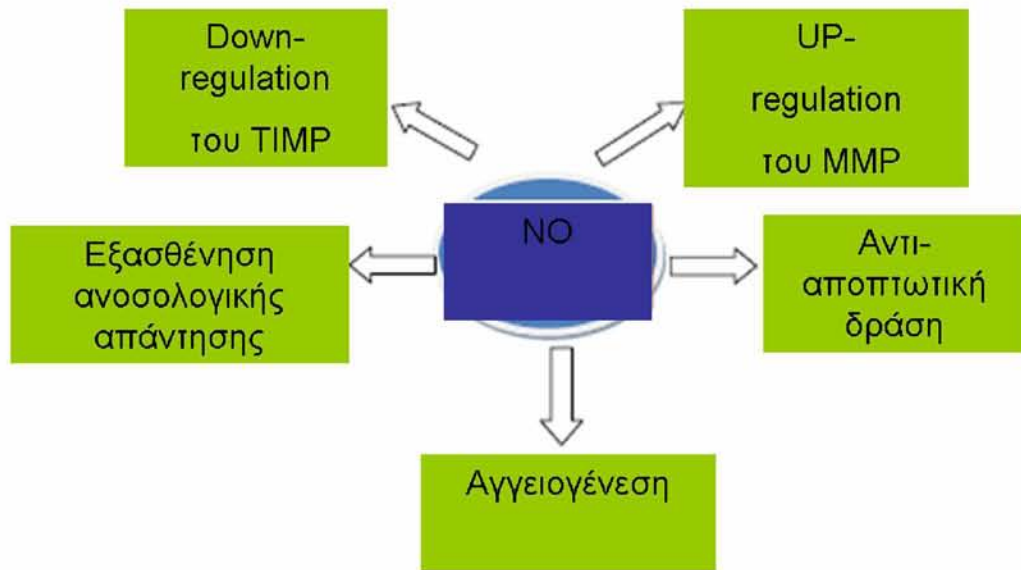 Down-
regulation
του TIMP
UP-
regulation
του MMP
NO
Εξασθένηση
ανοσολογικής
απάντησης
Αντι-
αποπτωτική
δράση
Αγγειογένεση